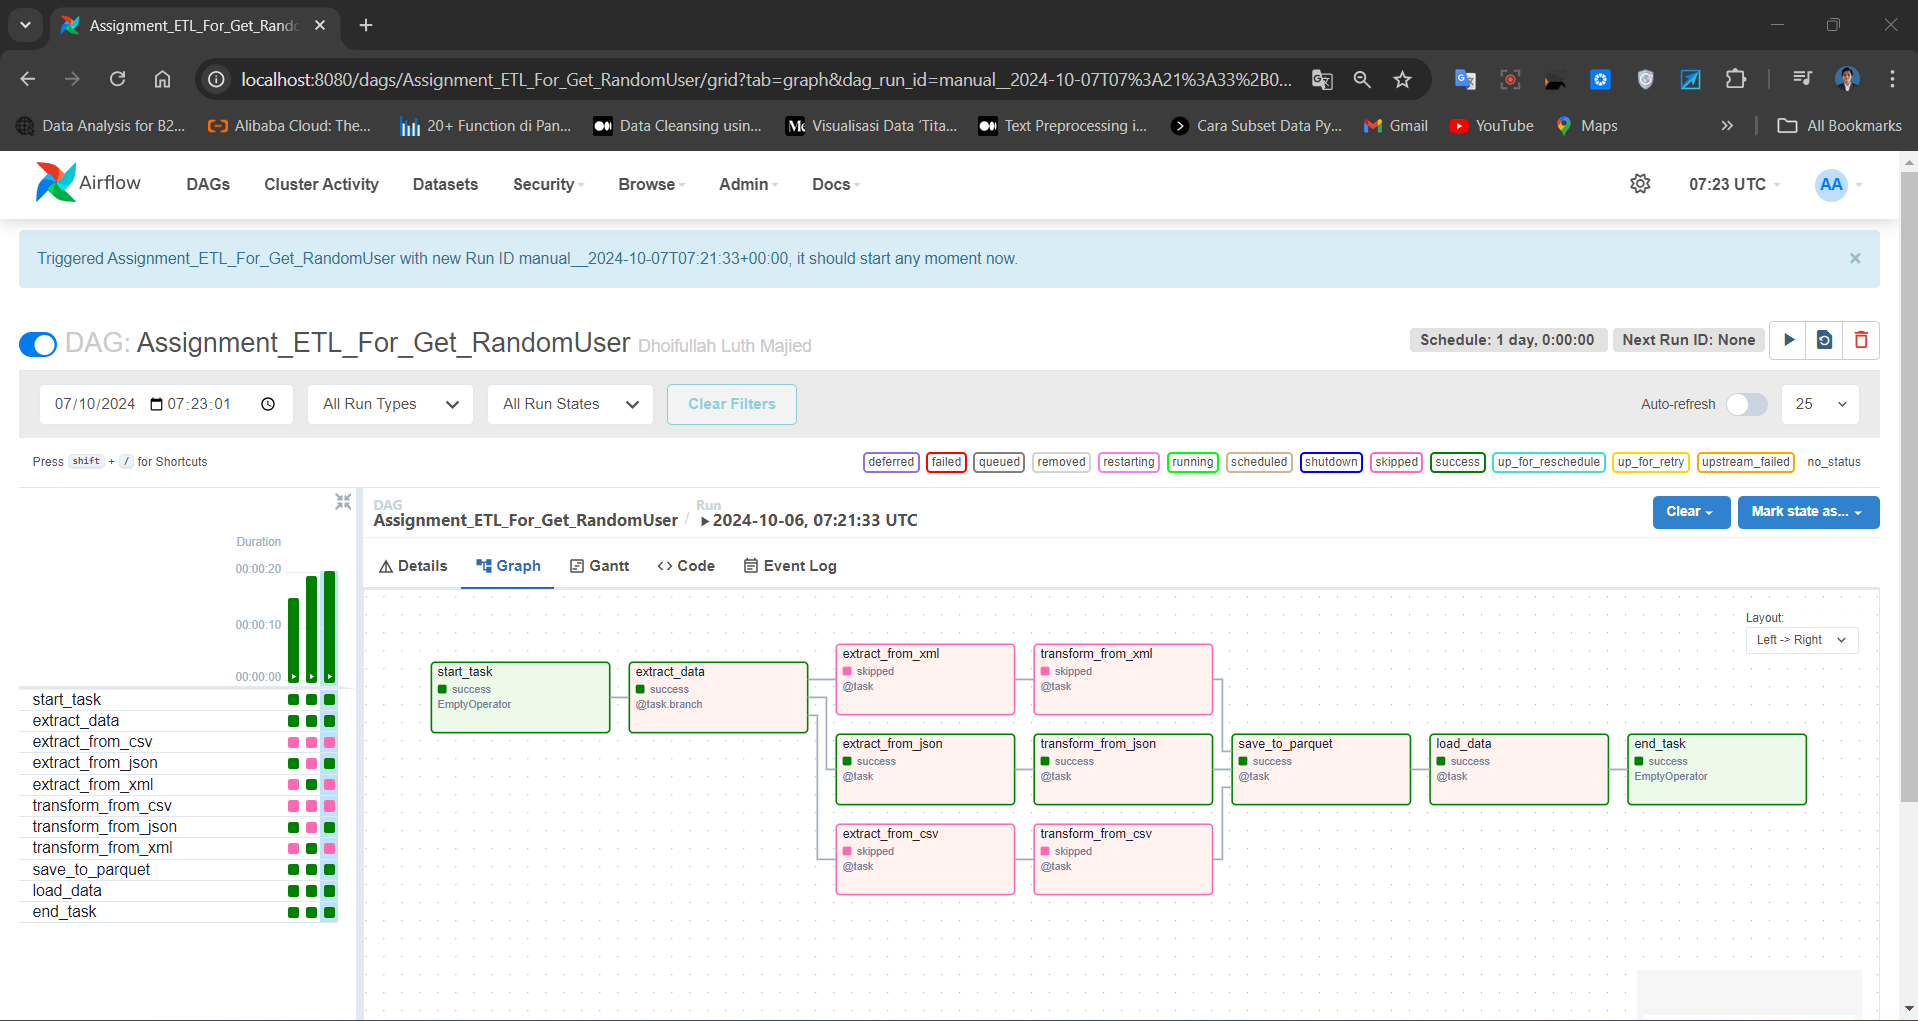 Assignment_ETL_For_Get_Rand
localhost:8080/dags/Assignment_ETL_For_Get_RandomUser/grid?tab=graph&dag_run_id=manual__2024-10-07T07%3A21%3A33%2B0...
Data Analysis for B2... Alibaba Cloud: The... 20+ Function di Pan... Data Cleansing usin... Visualisasi Data 'Tita... Text Preprocessing i... Cara Subset Data Py... Gmail YouTube Maps All Bookmarks
Airflow DAGs Cluster Activity Datasets Security Browse Admin Docs 07:23 UTC AA
Triggered Assignment_ETL_For_Get_RandomUser with new Run ID manual__2024-10-07T07:21:33+00:00, it should start any moment now. ×
DAG: Assignment_ETL_For_Get_RandomUser Dhoifullah Luth Majied Schedule: 1 day, 0:00:00 Next Run ID: None
07/10/2024 07:23:01 All Run Types All Run States Clear Filters Auto-refresh 25
Press shift + / for Shortcuts deferred failed queued removed restarting running scheduled shutdown skipped success up_for_reschedule up_for_retry upstream_failed no_status
DAG Run
Assignment_ETL_For_Get_RandomUser / 2024-10-06, 07:21:33 UTC Clear Mark state as...
Details Graph Gantt <> Code Event Log
Duration
00:00:20
00:00:10
00:00:00
start_task
extract_data
extract_from_csv
extract_from_json
extract_from_xml
transform_from_csv
transform_from_json
transform_from_xml
save_to_parquet
load_data
end_task
Layout:
Left -> Right
start_task
success
EmptyOperator
extract_data
success
@task.branch
extract_from_xml
skipped
@task
transform_from_xml
skipped
@task
extract_from_json
success
@task
transform_from_json
success
@task
extract_from_csv
skipped
@task
transform_from_csv
skipped
@task
save_to_parquet
success
@task
load_data
success
@task
end_task
success
EmptyOperator